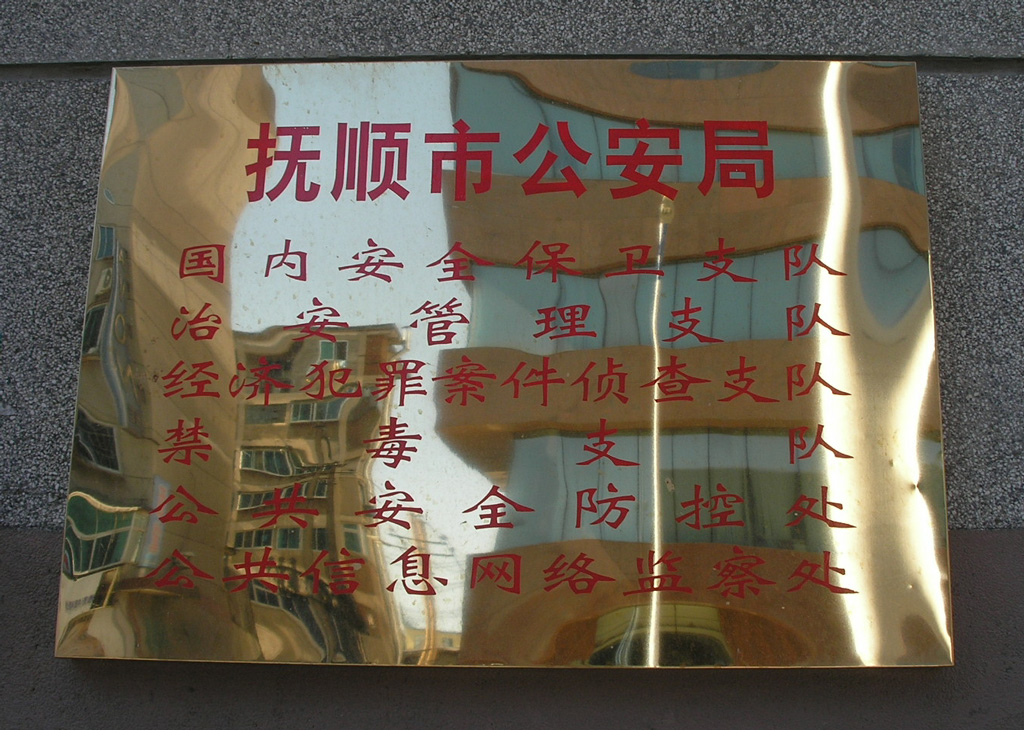 抚顺市公安局
国内安全保卫支队
治安管理支队
经济犯罪案件侦查支队
禁毒支队
公共安全防控处
公共信息网络监察处